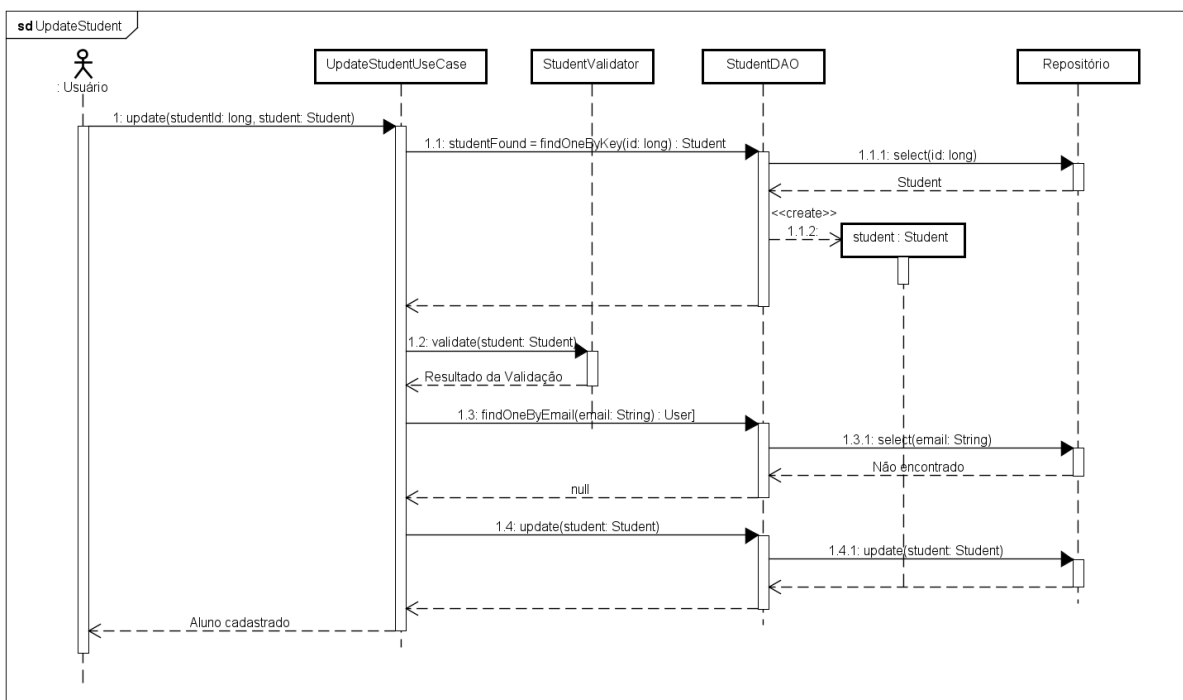 sd UpdateStudent
: Usuário
UpdateStudentUseCase
StudentValidator
StudentDAO
Repositório
1: update(studentId: long, student: Student)
1.1: studentFound = findOneByKey(id: long) : Student
1.1.1: select(id: long)
Student
<<create>>
1.1.2:
student : Student
1.2: validate(student: Student)
Resultado da Validação
1.3: findOneByEmail(email: String) : User]
1.3.1: select(email: String)
Não encontrado
null
1.4: update(student: Student)
1.4.1: update(student: Student)
Aluno cadastrado